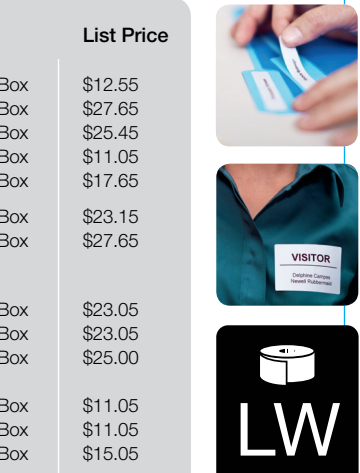 List Price
Box $12.55
Box $27.65
Box $25.45
Box $11.05
Box $17.65
Box $23.15
Box $27.65
Box $23.05
Box $23.05
Box $25.00
Box $11.05
Box $11.05
Box $15.05
VISITOR
Delphine Campes
Newell Rubbermaid
LW